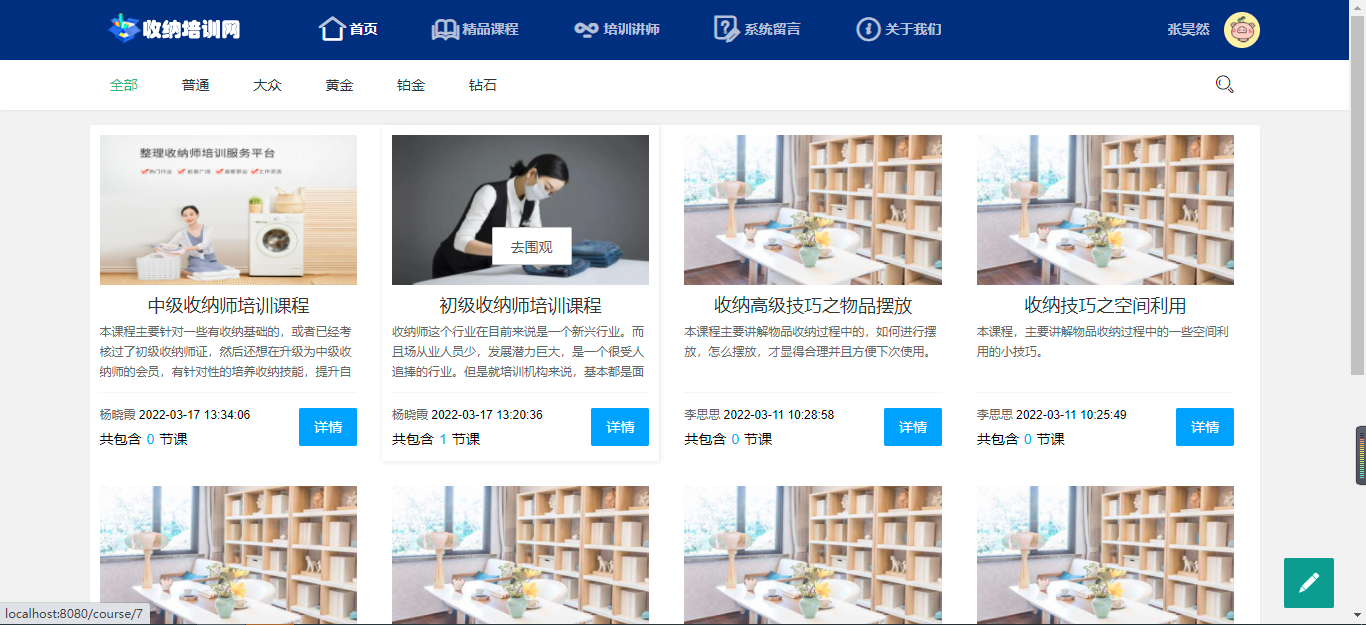 收纳培训网 首页 精品课程 培训讲师 系统留言 关于我们 张昊然
全部 普通 大众 黄金 铂金 钻石
整理收纳师培训服务平台
去围观
中级收纳师培训课程
本课程主要针对一些有收纳基础的，或者已经考
核过了初级收纳师证，然后还想在升级为中级收
纳师的会员，有针对性的培养收纳技能，提升自
杨晓霞 2022-03-17 13:34:06
共包含 0 节课
详情
初级收纳师培训课程
收纳师这个行业在目前来说是一个新兴行业。而
且场从业人员少，发展潜力巨大，是一个很受人
追捧的行业。但是就培训机构来说，基本都是面
杨晓霞 2022-03-17 13:20:36
共包含 1 节课
详情
收纳高级技巧之物品摆放
本课程主要讲解物品收纳过程中的，如何进行摆
放，怎么摆放，才显得合理并且方便下次使用。
李思思 2022-03-11 10:28:58
共包含 0 节课
详情
收纳技巧之空间利用
本课程，主要讲解物品收纳过程中的一些空间利
用的小技巧。
李思思 2022-03-11 10:25:49
共包含 0 节课
详情
localhost:8080/course/7